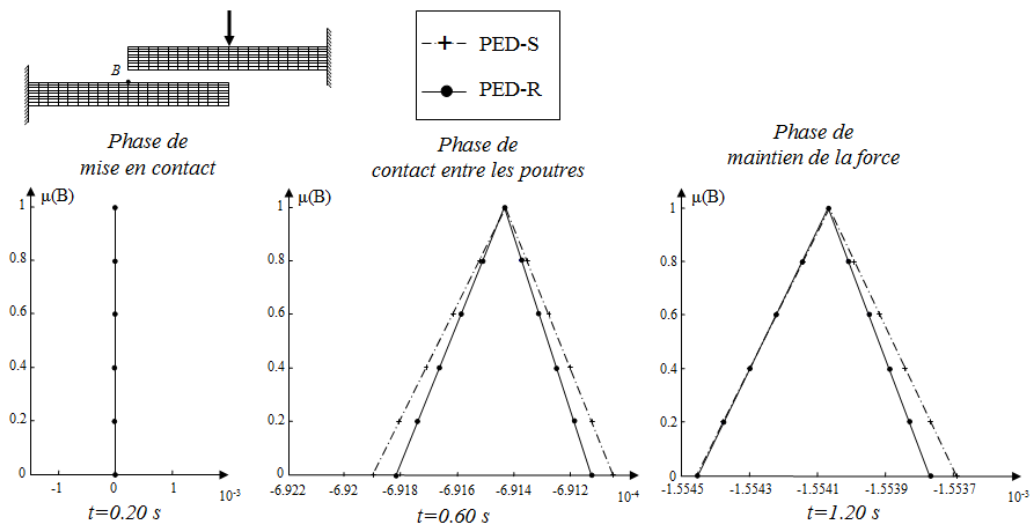 B
PED-S
PED-R
Phase de
mise en contact
Phase de
contact entre les poutres
Phase de
maintien de la force
μ(B)
1
0.8
0.6
0.4
0.2
0
-1
0
1
10⁻³
t=0.20 s
μ(B)
1
0.8
0.6
0.4
0.2
0
-6.922
-6.92
-6.918
-6.916
-6.914
-6.912
10⁻⁴
t=0.60 s
μ(B)
1
0.8
0.6
0.4
0.2
0
-1.5545
-1.5543
-1.5541
-1.5539
-1.5537
10⁻³
t=1.20 s